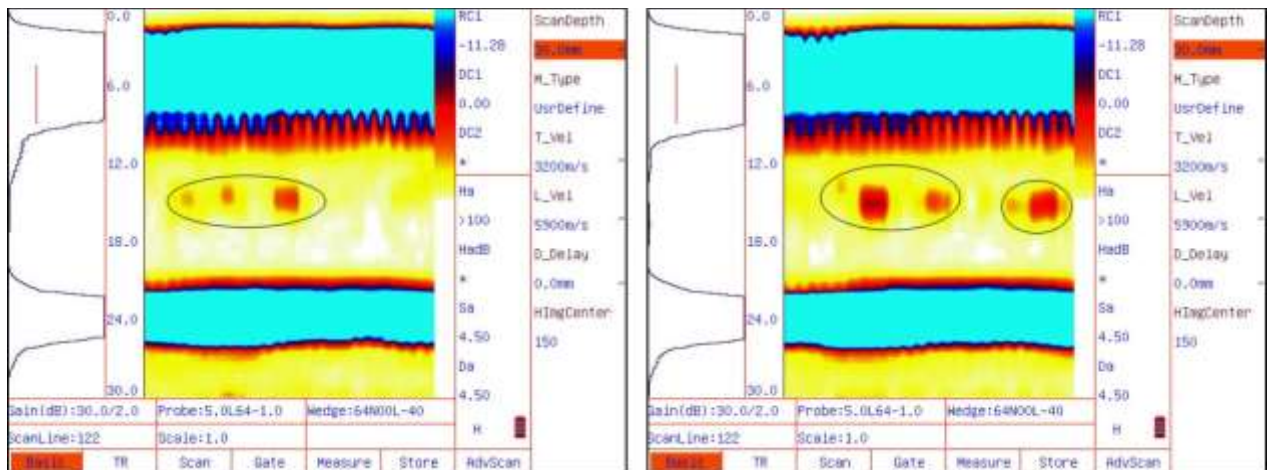 0.0
6.0
12.0
18.0
24.0
30.0
RC1
-11.28
DC1
0.00
DC2
*
Ha
>100
HadB
*
Sa
4.50
Da
4.50
H
ScanDepth
30.0mm
M_Type
UsrDefine
T_Vel
3200m/s
L_Vel
5900m/s
D_Delay
0.0mm
HImgCenter
150
Gain(dB):30.0/2.0 Probe:5.0L64-1.0 Wedge:64N00L-40
ScanLine:122 Scale:1.0
Basic TR Scan Gate Measure Store AdvScan
0.0
6.0
12.0
18.0
24.0
30.0
RC1
-11.28
DC1
0.00
DC2
*
Ha
>100
HadB
*
Sa
4.50
Da
4.50
H
ScanDepth
30.0mm
M_Type
UsrDefine
T_Vel
3200m/s
L_Vel
5900m/s
D_Delay
0.0mm
HImgCenter
150
Gain(dB):30.0/2.0 Probe:5.0L64-1.0 Wedge:64N00L-40
ScanLine:122 Scale:1.0
Basic TR Scan Gate Measure Store AdvScan